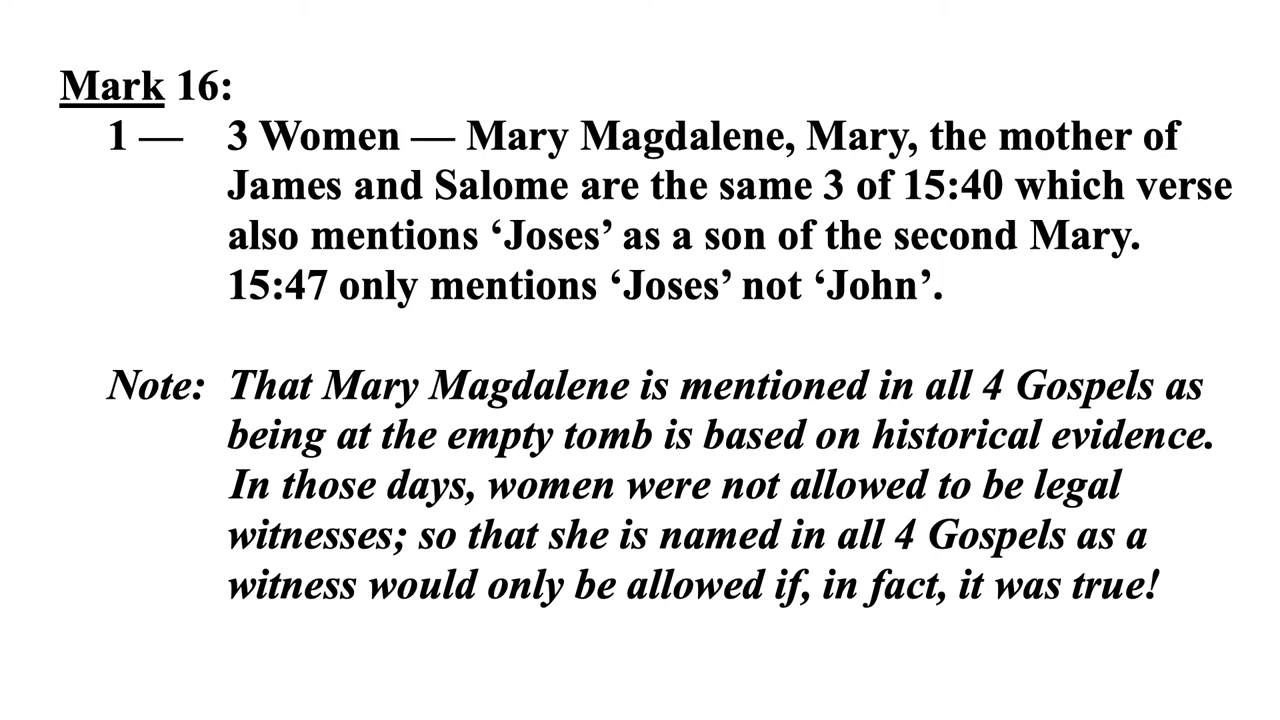 Mark 16:
1 — 3 Women — Mary Magdalene, Mary, the mother of
James and Salome are the same 3 of 15:40 which verse
also mentions ‘Joses’ as a son of the second Mary.
15:47 only mentions ‘Joses’ not ‘John’.
Note: That Mary Magdalene is mentioned in all 4 Gospels as
being at the empty tomb is based on historical evidence.
In those days, women were not allowed to be legal
witnesses; so that she is named in all 4 Gospels as a
witness would only be allowed if, in fact, it was true!